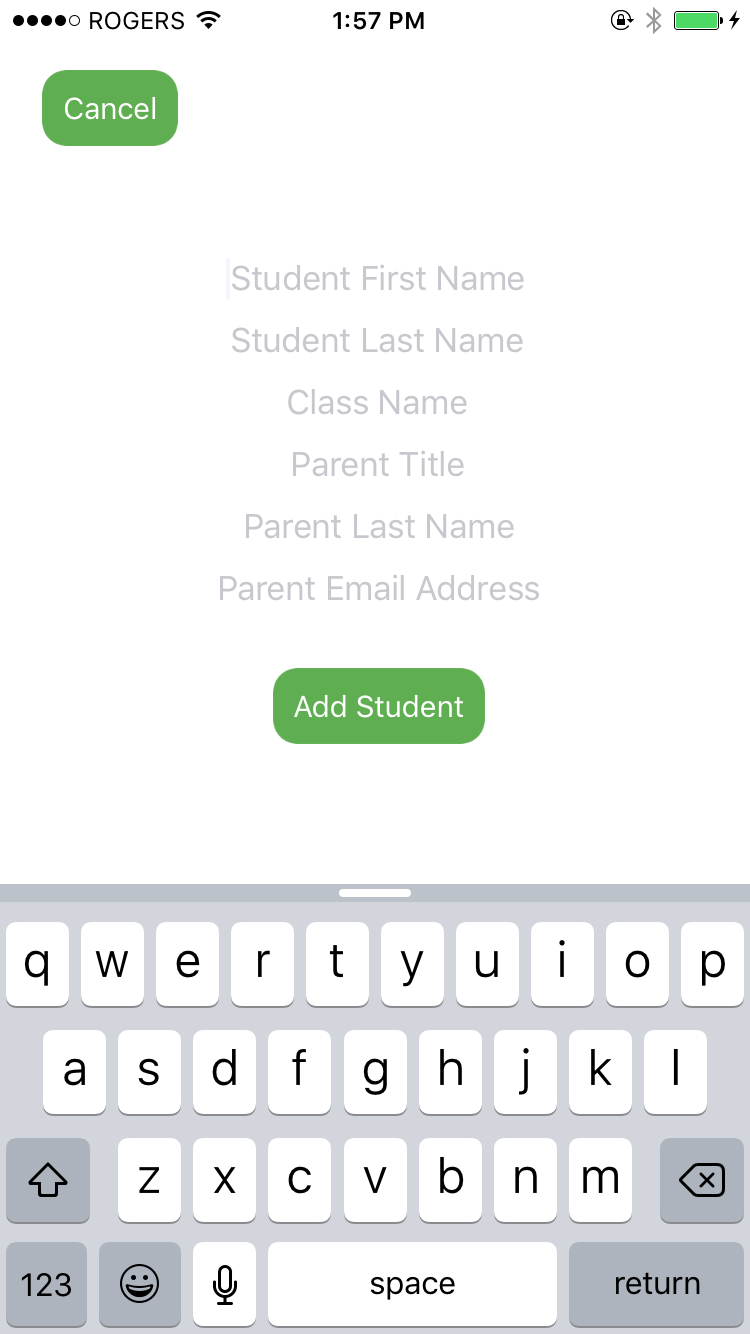 ROGERS 1:57 PM
Cancel
Student First Name
Student Last Name
Class Name
Parent Title
Parent Last Name
Parent Email Address
Add Student
q w e r t y u i o p
a s d f g h j k l
z x c v b n m
123 space return